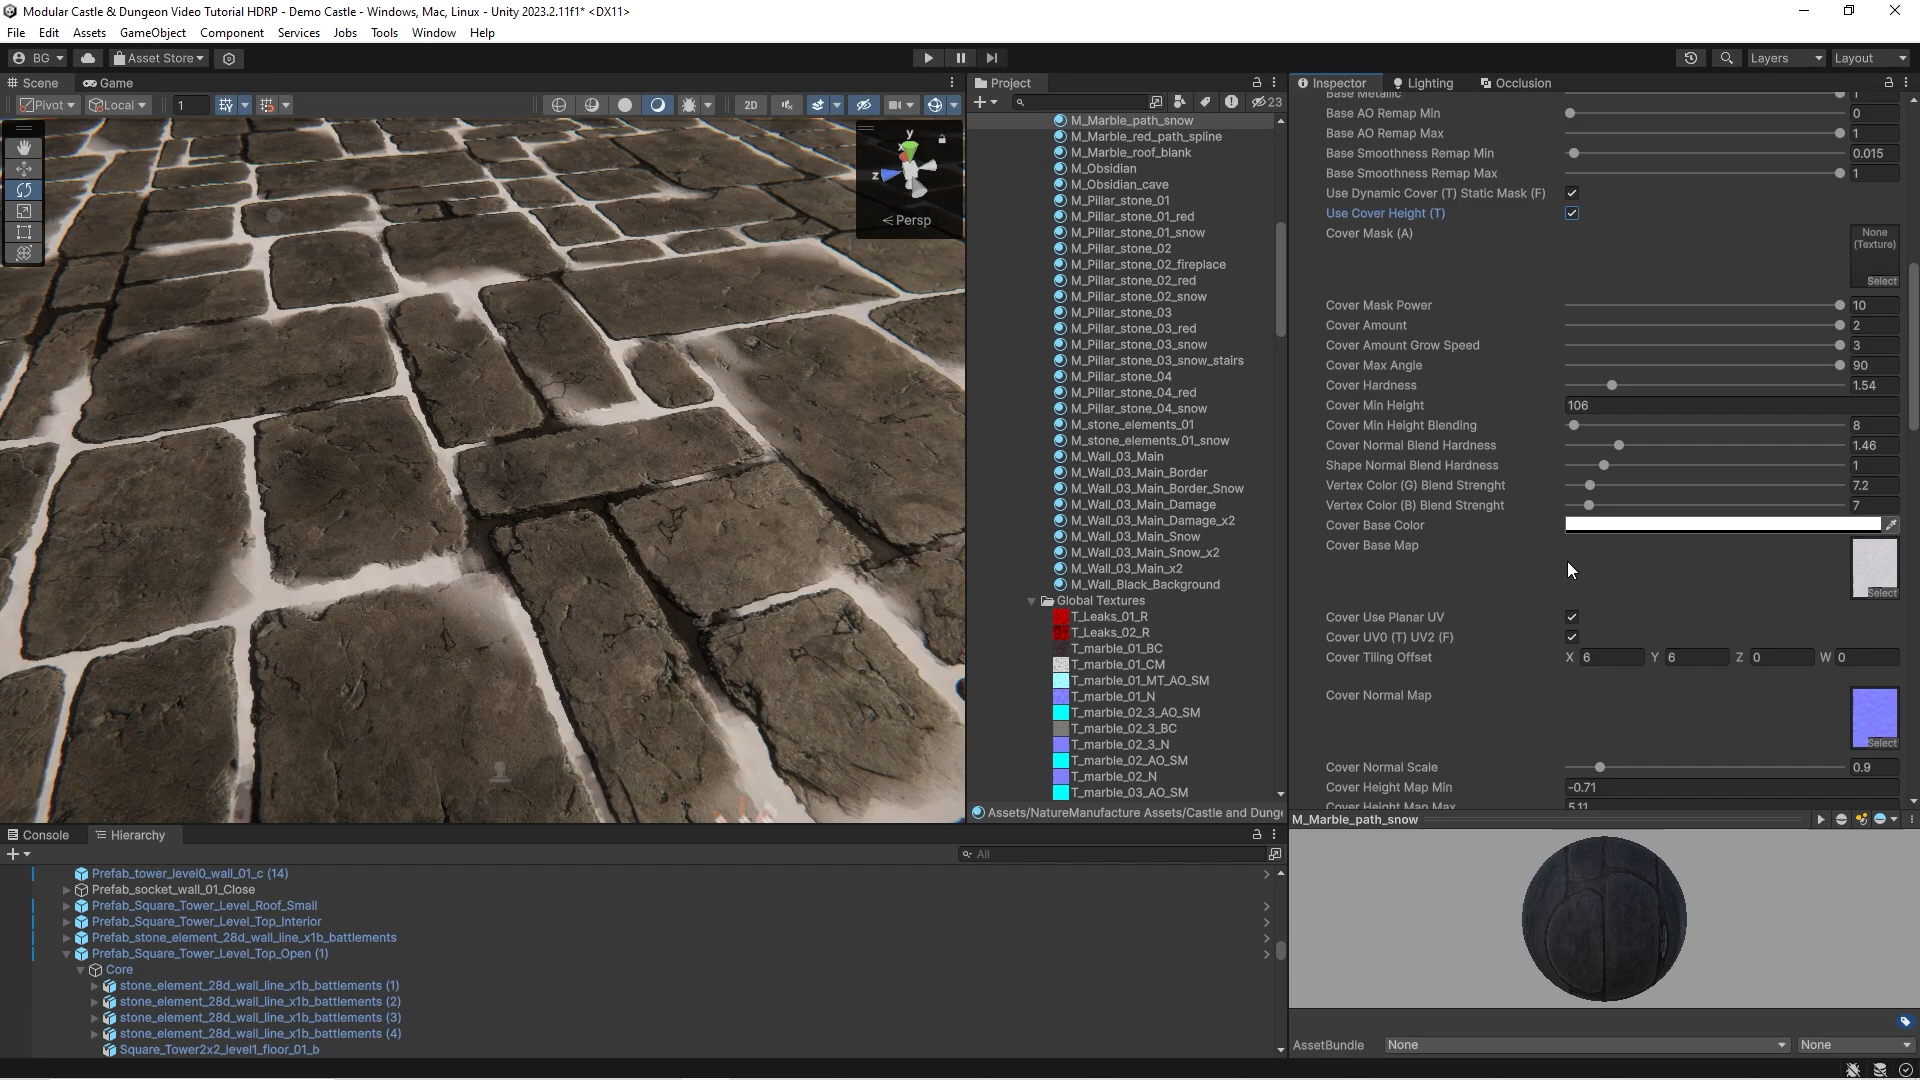 Modular Castle & Dungeon Video Tutorial HDRP - Demo Castle - Windows, Mac, Linux - Unity 2023.2.11f1* <DX11>
File Edit Assets GameObject Component Services Jobs Tools Window Help
BG Asset Store Layers Layout
Scene Game
Pivot Local 1 2D
y
x
z
Persp
Project
23
M_Marble_path_snow
M_Marble_red_path_spline
M_Marble_roof_blank
M_Obsidian
M_Obsidian_cave
M_Pillar_stone_01
M_Pillar_stone_01_red
M_Pillar_stone_01_snow
M_Pillar_stone_02
M_Pillar_stone_02_fireplace
M_Pillar_stone_02_red
M_Pillar_stone_02_snow
M_Pillar_stone_03
M_Pillar_stone_03_red
M_Pillar_stone_03_snow
M_Pillar_stone_03_snow_stairs
M_Pillar_stone_04
M_Pillar_stone_04_red
M_Pillar_stone_04_snow
M_stone_elements_01
M_stone_elements_01_snow
M_Wall_03_Main
M_Wall_03_Main_Border
M_Wall_03_Main_Border_Snow
M_Wall_03_Main_Damage
M_Wall_03_Main_Damage_x2
M_Wall_03_Main_Snow
M_Wall_03_Main_Snow_x2
M_Wall_03_Main_x2
M_Wall_Black_Background
Global Textures
T_Leaks_01_R
T_Leaks_02_R
T_marble_01_BC
T_marble_01_CM
T_marble_01_MT_AO_SM
T_marble_01_N
T_marble_02_3_AO_SM
T_marble_02_3_BC
T_marble_02_3_N
T_marble_02_AO_SM
T_marble_02_N
T_marble_03_AO_SM
Assets/NatureManufacture Assets/Castle and Dunge
Inspector Lighting Occlusion
Base Metallic 1
Base AO Remap Min 0
Base AO Remap Max 1
Base Smoothness Remap Min 0.015
Base Smoothness Remap Max 1
Use Dynamic Cover (T) Static Mask (F)
Use Cover Height (T)
Cover Mask (A) None (Texture) Select
Cover Mask Power 10
Cover Amount 2
Cover Amount Grow Speed 3
Cover Max Angle 90
Cover Hardness 1.54
Cover Min Height 106
Cover Min Height Blending 8
Cover Normal Blend Hardness 1.46
Shape Normal Blend Hardness 1
Vertex Color (G) Blend Strenght 7.2
Vertex Color (B) Blend Strenght 7
Cover Base Color
Cover Base Map Select
Cover Use Planar UV
Cover UV0 (T) UV2 (F)
Cover Tiling Offset X 6 Y 6 Z 0 W 0
Cover Normal Map Select
Cover Normal Scale 0.9
Cover Height Map Min -0.71
Cover Height Map Max 5.11
M_Marble_path_snow
AssetBundle None None
Console Hierarchy
All
Prefab_tower_level0_wall_01_c (14)
Prefab_socket_wall_01_Close
Prefab_Square_Tower_Level_Roof_Small
Prefab_Square_Tower_Level_Top_Interior
Prefab_stone_element_28d_wall_line_x1b_battlements
Prefab_Square_Tower_Level_Top_Open (1)
Core
stone_element_28d_wall_line_x1b_battlements (1)
stone_element_28d_wall_line_x1b_battlements (2)
stone_element_28d_wall_line_x1b_battlements (3)
stone_element_28d_wall_line_x1b_battlements (4)
Square_Tower2x2_level1_floor_01_b